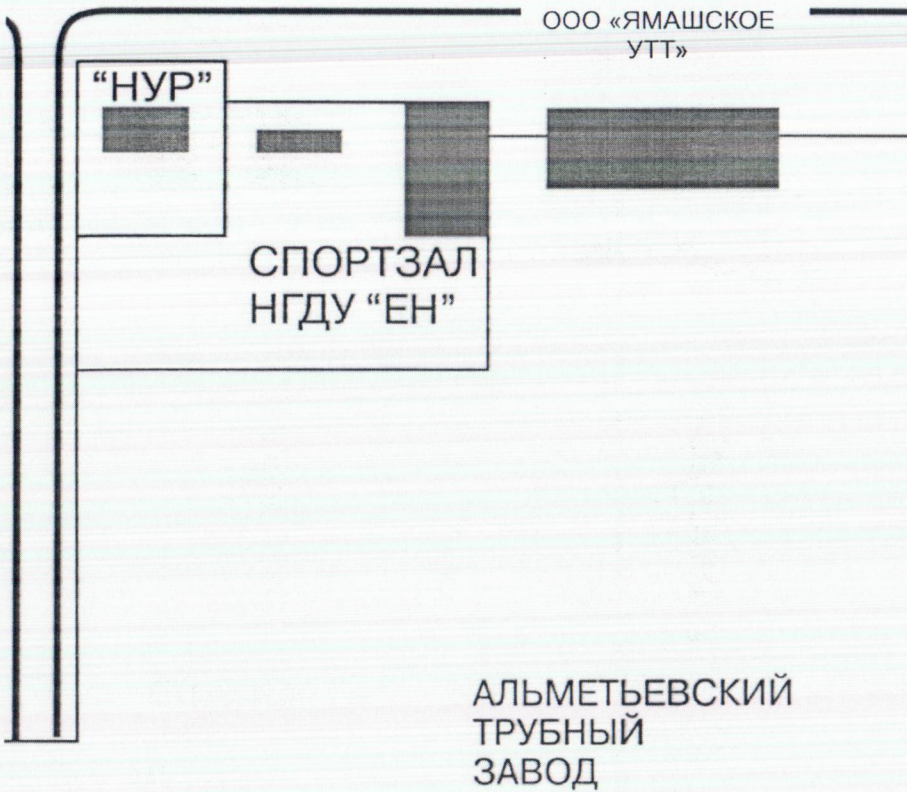 ООО «ЯМАШСКОЕ
УТТ»
“НУР”
СПОРТЗАЛ
НГДУ “ЕН”
АЛЬМЕТЬЕВСКИЙ
ТРУБНЫЙ
ЗАВОД